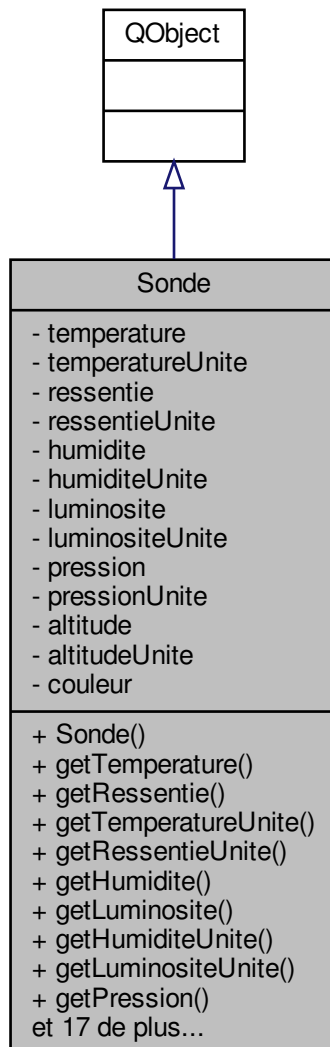 QObject
Sonde
- temperature
- temperatureUnite
- ressentie
- ressentieUnite
- humidite
- humiditeUnite
- luminosite
- luminositeUnite
- pression
- pressionUnite
- altitude
- altitudeUnite
- couleur
+ Sonde()
+ getTemperature()
+ getRessentie()
+ getTemperatureUnite()
+ getRessentieUnite()
+ getHumidite()
+ getLuminosite()
+ getHumiditeUnite()
+ getLuminositeUnite()
+ getPression()
et 17 de plus...